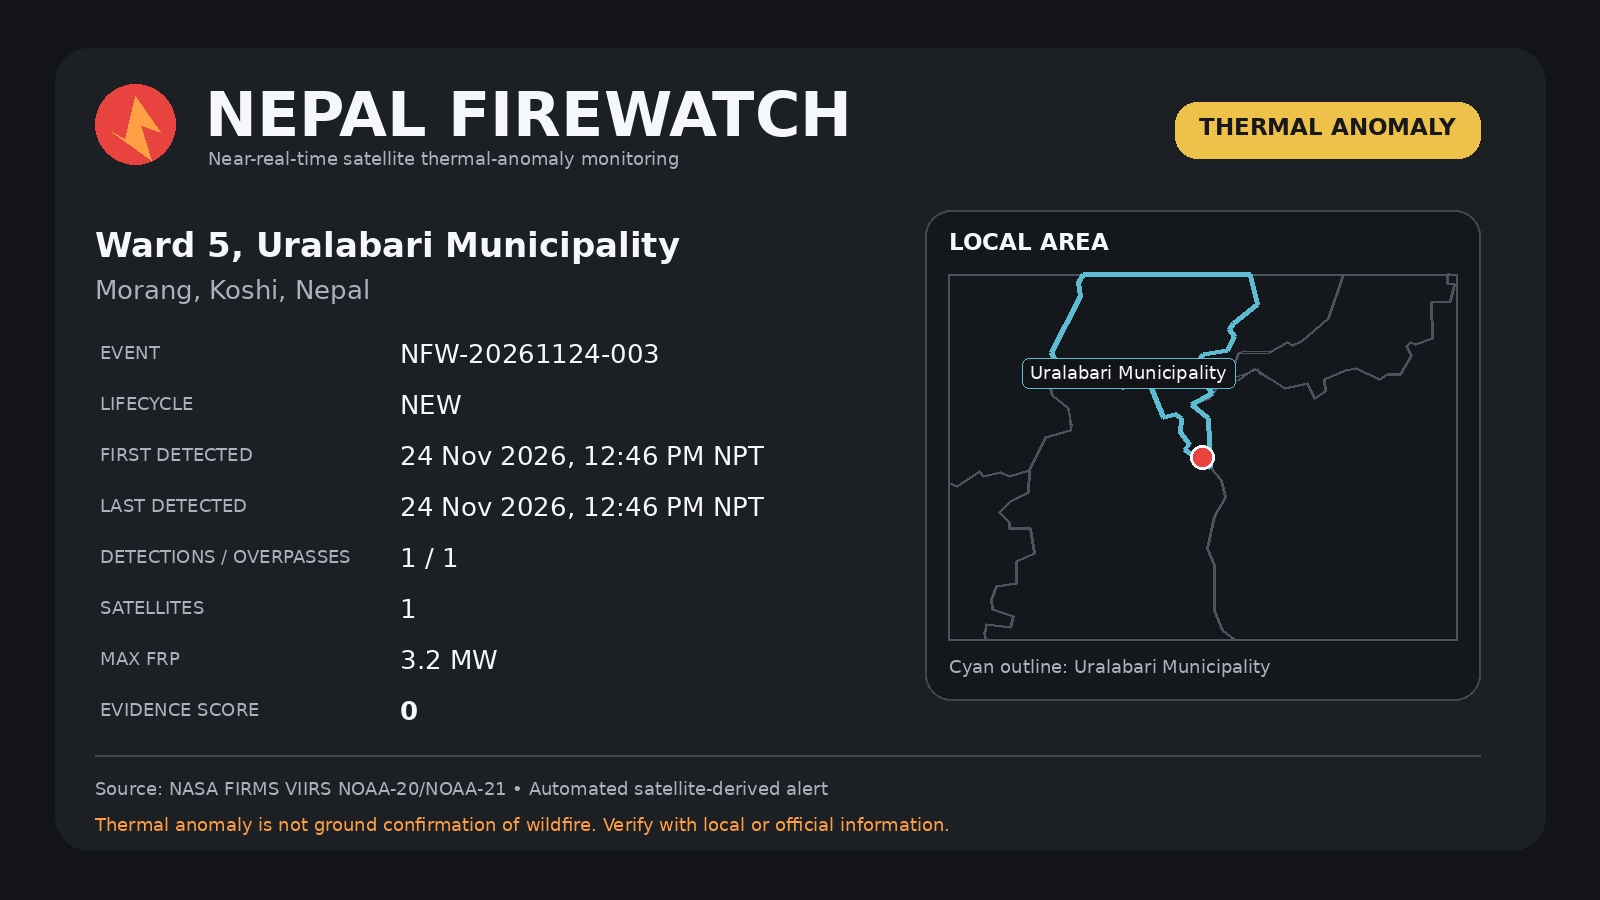 NEPAL FIREWATCH
Near-real-time satellite thermal-anomaly monitoring
THERMAL ANOMALY
Ward 5, Uralabari Municipality
Morang, Koshi, Nepal
EVENT NFW-20261124-003
LIFECYCLE NEW
FIRST DETECTED 24 Nov 2026, 12:46 PM NPT
LAST DETECTED 24 Nov 2026, 12:46 PM NPT
DETECTIONS / OVERPASSES 1 / 1
SATELLITES 1
MAX FRP 3.2 MW
EVIDENCE SCORE 0
LOCAL AREA
Uralabari Municipality
Cyan outline: Uralabari Municipality
Source: NASA FIRMS VIIRS NOAA-20/NOAA-21 • Automated satellite-derived alert
Thermal anomaly is not ground confirmation of wildfire. Verify with local or official information.